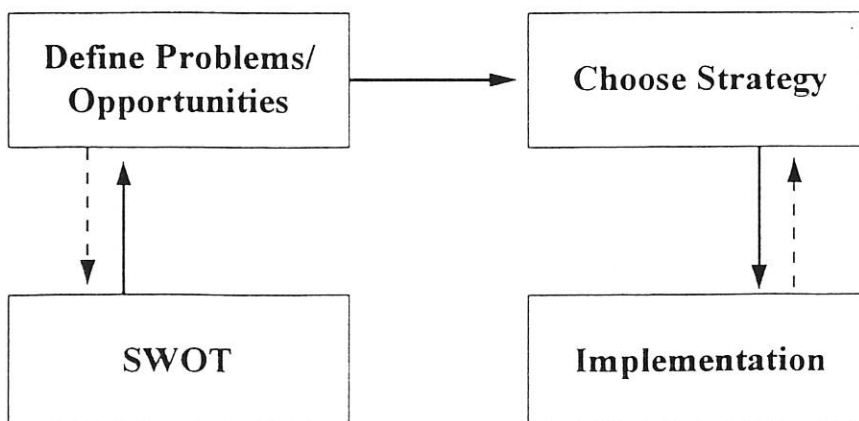 Define Problems/
Opportunities
Choose Strategy
SWOT
Implementation